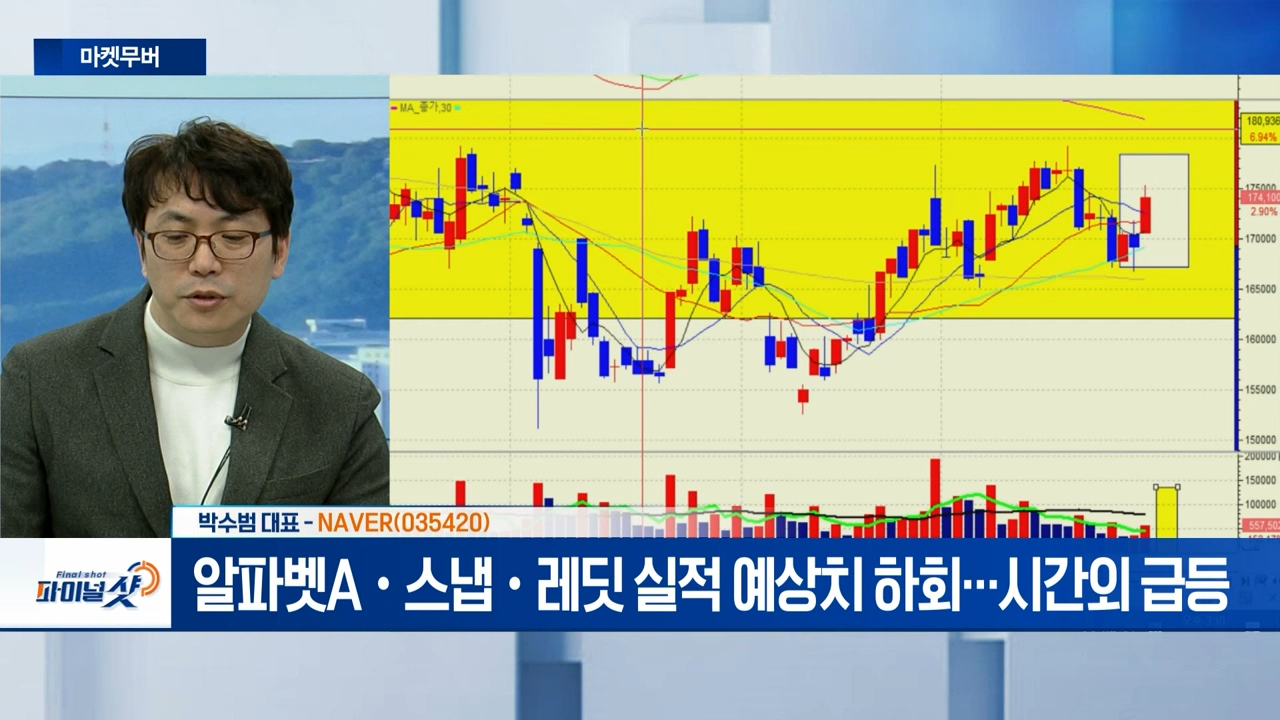 마켓무버
MA_종가,30
180,936
6.94%
175000
174,100
2.90%
170000
165000
160000
155000
150000
200000
150000
100000
557,502
박수범 대표 - NAVER(035420)
Final shot
파이널샷
알파벳A·스냅·레딧 실적 예상치 하회…시간외 급등